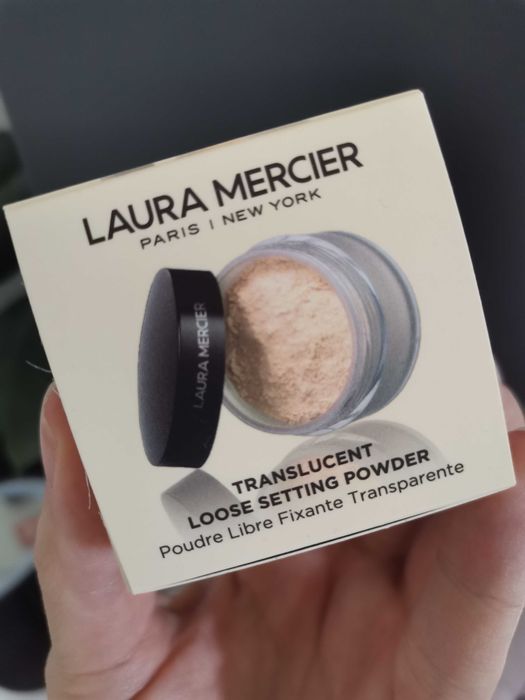 LAURA MERCIER
PARIS | NEW YORK
LAURA MERCIER
TRANSLUCENT
LOOSE SETTING POWDER
Poudre Libre Fixante Transparente